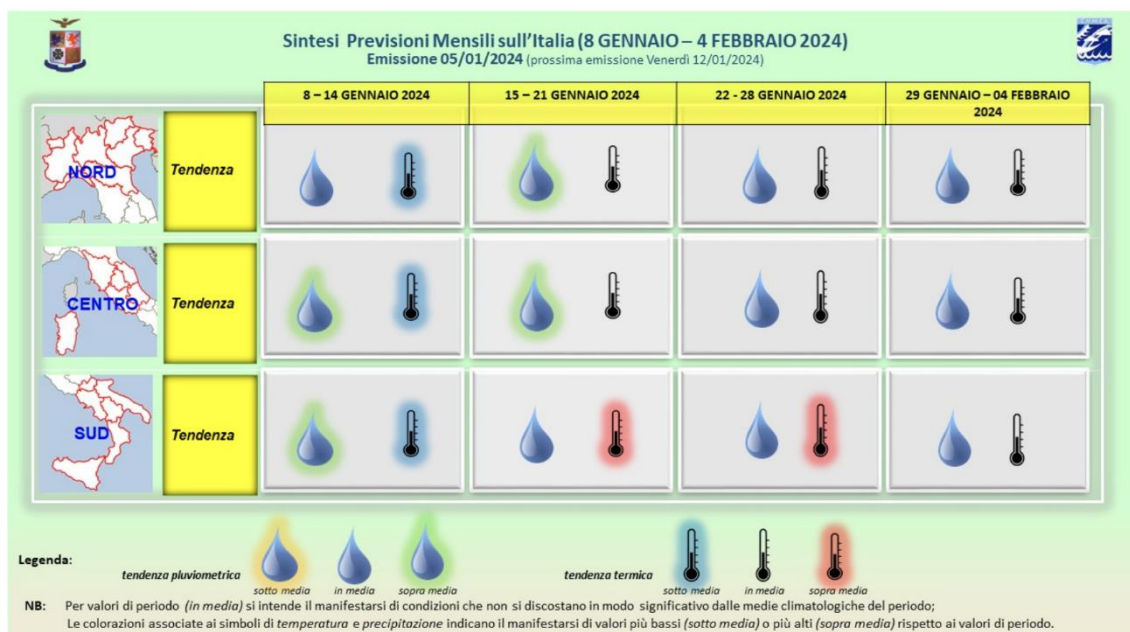 Sintesi Previsioni Mensili sull'Italia (8 GENNAIO – 4 FEBBRAIO 2024)
Emissione 05/01/2024 (prossima emissione Venerdì 12/01/2024)
8 – 14 GENNAIO 2024
15 – 21 GENNAIO 2024
22 - 28 GENNAIO 2024
29 GENNAIO – 04 FEBBRAIO
2024
NORD
Tendenza
CENTRO
Tendenza
SUD
Tendenza
Legenda:
tendenza pluviometrica
sotto media
in media
sopra media
tendenza termica
sotto media
in media
sopra media
NB: Per valori di periodo (in media) si intende il manifestarsi di condizioni che non si discostano in modo significativo dalle medie climatologiche del periodo;
Le colorazioni associate ai simboli di temperatura e precipitazione indicano il manifestarsi di valori più bassi (sotto media) o più alti (sopra media) rispetto ai valori di periodo.